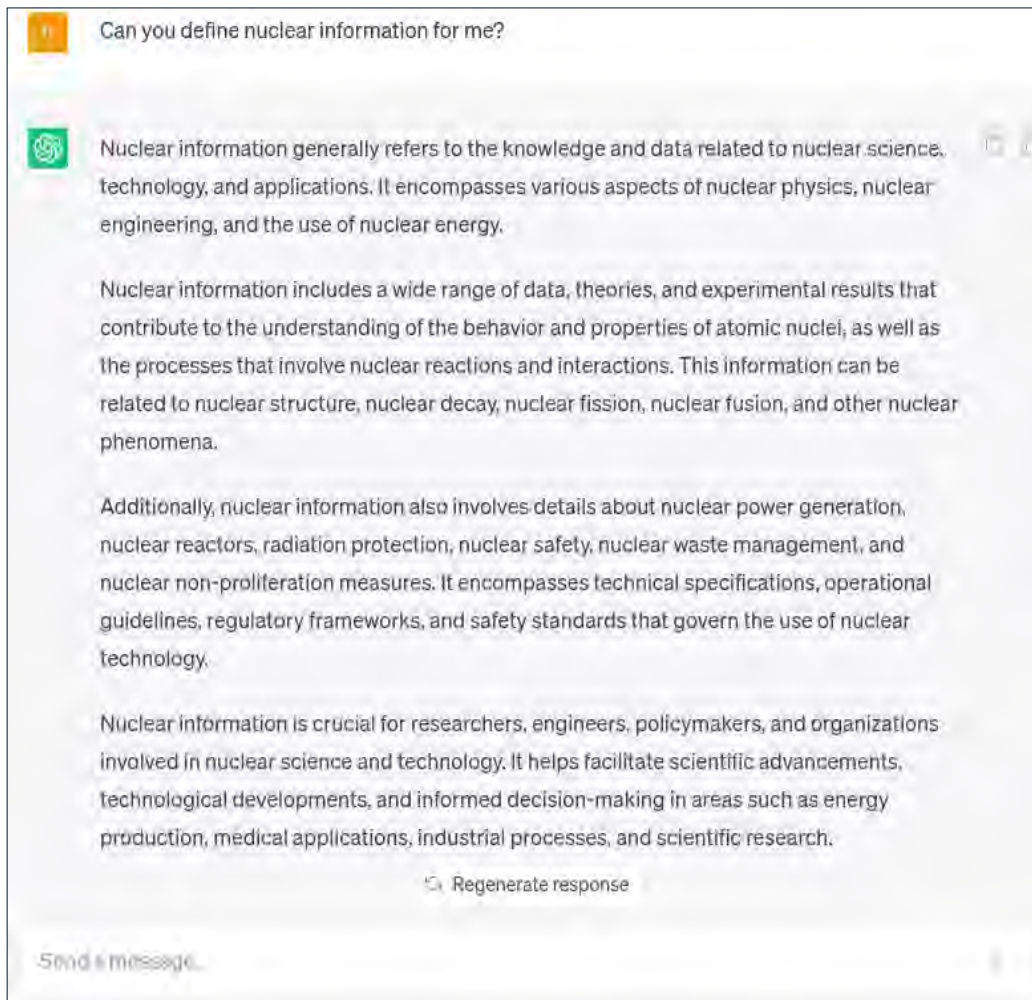 Can you define nuclear information for me?
Nuclear information generally refers to the knowledge and data related to nuclear science,
technology, and applications. It encompasses various aspects of nuclear physics, nuclear
engineering, and the use of nuclear energy.
Nuclear information includes a wide range of data, theories, and experimental results that
contribute to the understanding of the behavior and properties of atomic nuclei, as well as
the processes that involve nuclear reactions and interactions. This information can be
related to nuclear structure, nuclear decay, nuclear fission, nuclear fusion, and other nuclear
phenomena.
Additionally, nuclear information also involves details about nuclear power generation,
nuclear reactors, radiation protection, nuclear safety, nuclear waste management, and
nuclear non-proliferation measures. It encompasses technical specifications, operational
guidelines, regulatory frameworks, and safety standards that govern the use of nuclear
technology.
Nuclear information is crucial for researchers, engineers, policymakers, and organizations
involved in nuclear science and technology. It helps facilitate scientific advancements,
technological developments, and informed decision-making in areas such as energy
production, medical applications, industrial processes, and scientific research.
Regenerate response
Send a message.